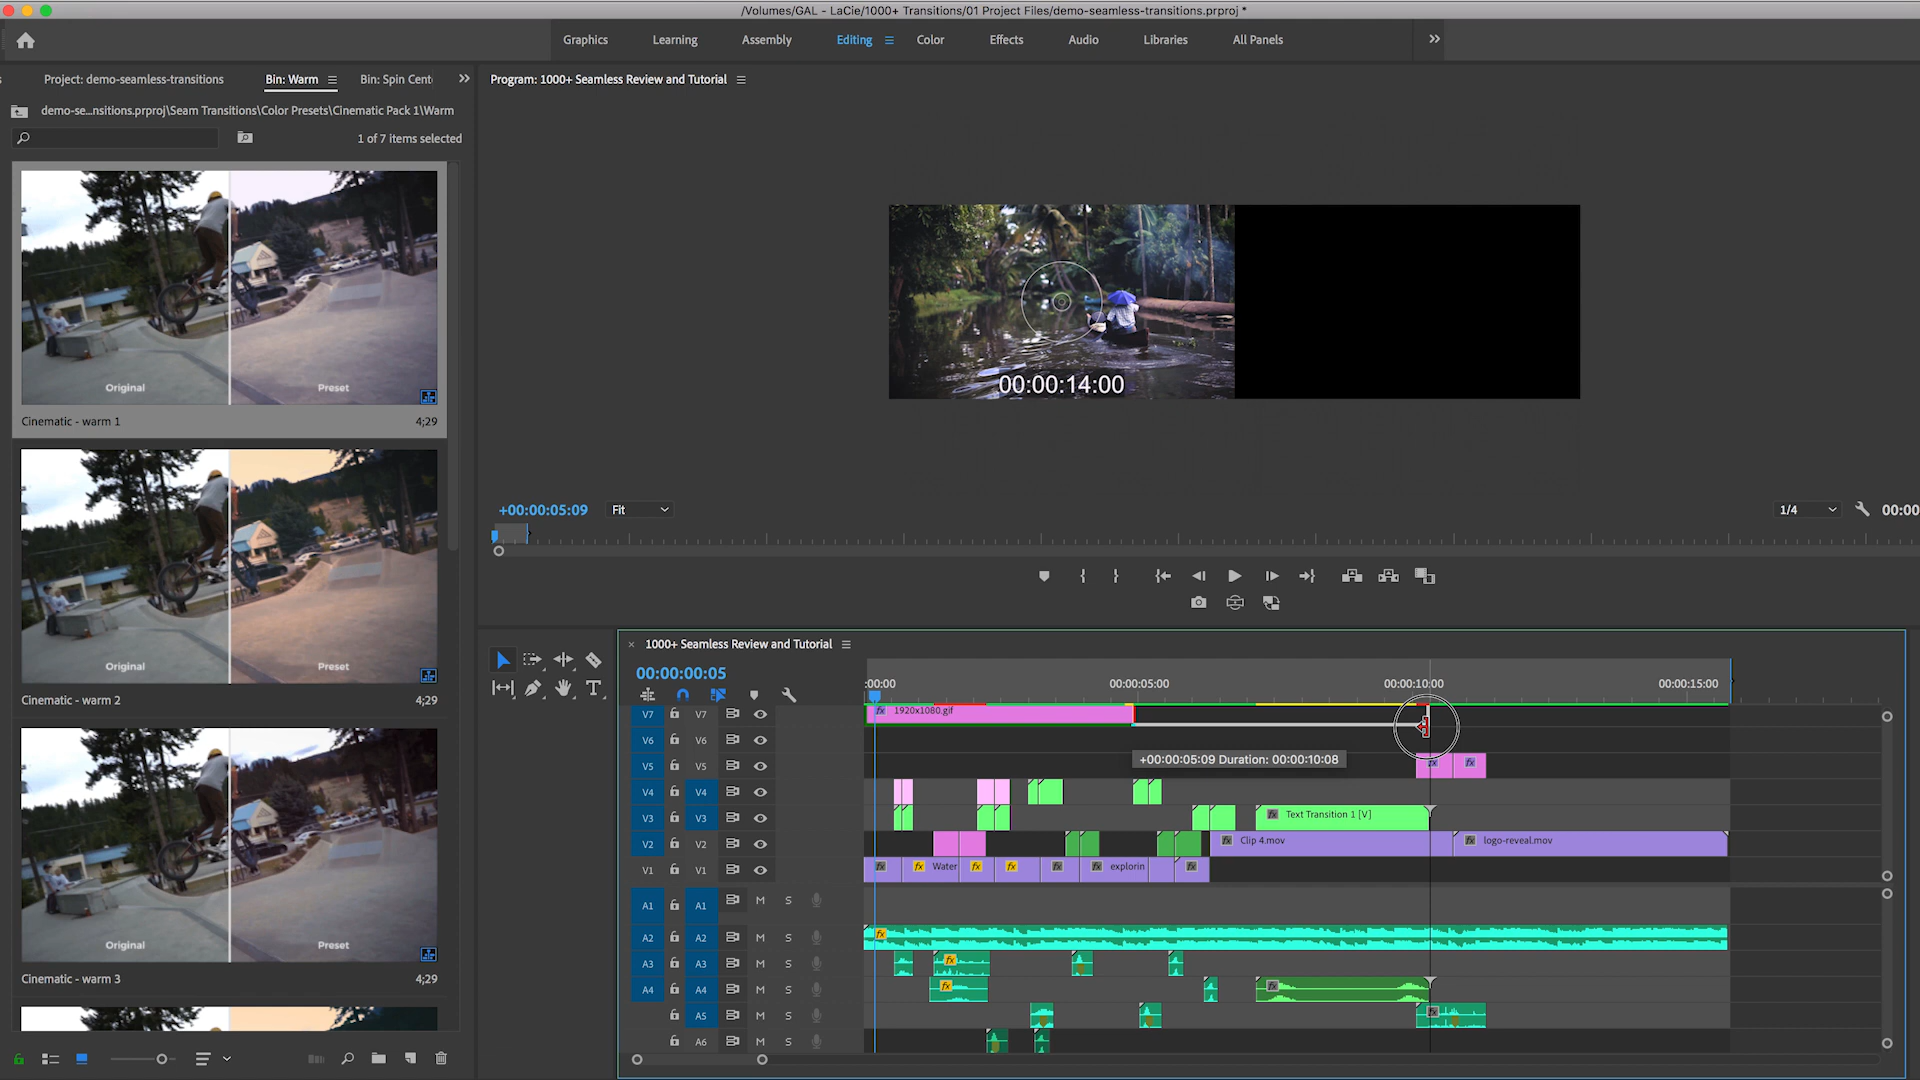 /Volumes/GAL - LaCie/1000+ Transitions/01 Project Files/demo-seamless-transitions.prproj *
Graphics
Learning
Assembly
Editing
Color
Effects
Audio
Libraries
All Panels
Project: demo-seamless-transitions
Bin: Warm
Bin: Spin Cent
demo-se...nsitions.prproj\Seam Transitions\Color Presets\Cinematic Pack 1\Warm
1 of 7 items selected
Original
Preset
Cinematic - warm 1
4;29
Original
Preset
Cinematic - warm 2
4;29
Original
Preset
Cinematic - warm 3
4;29
Program: 1000+ Seamless Review and Tutorial
00:00:14:00
+00:00:05:09
Fit
1/4
00:00
1000+ Seamless Review and Tutorial
00:00:00:05
:00:00
00:00:05:00
00:00:10:00
00:00:15:00
V7 V7
fx 1920x1080.gif
V6 V6
+00:00:05:09 Duration: 00:00:10:08
V5 V5
fx fx
V4 V4
V3 V3
fx Text Transition 1 [V]
V2 V2
fx Clip 4.mov
fx logo-reveal.mov
V1 V1
fx fx Water fx fx fx fx explorin fx
A1 A1 M S
A2 A2 M S
fx
A3 A3 M S
fx
A4 A4 M S
fx fx
A5 M S
fx
A6 M S
T